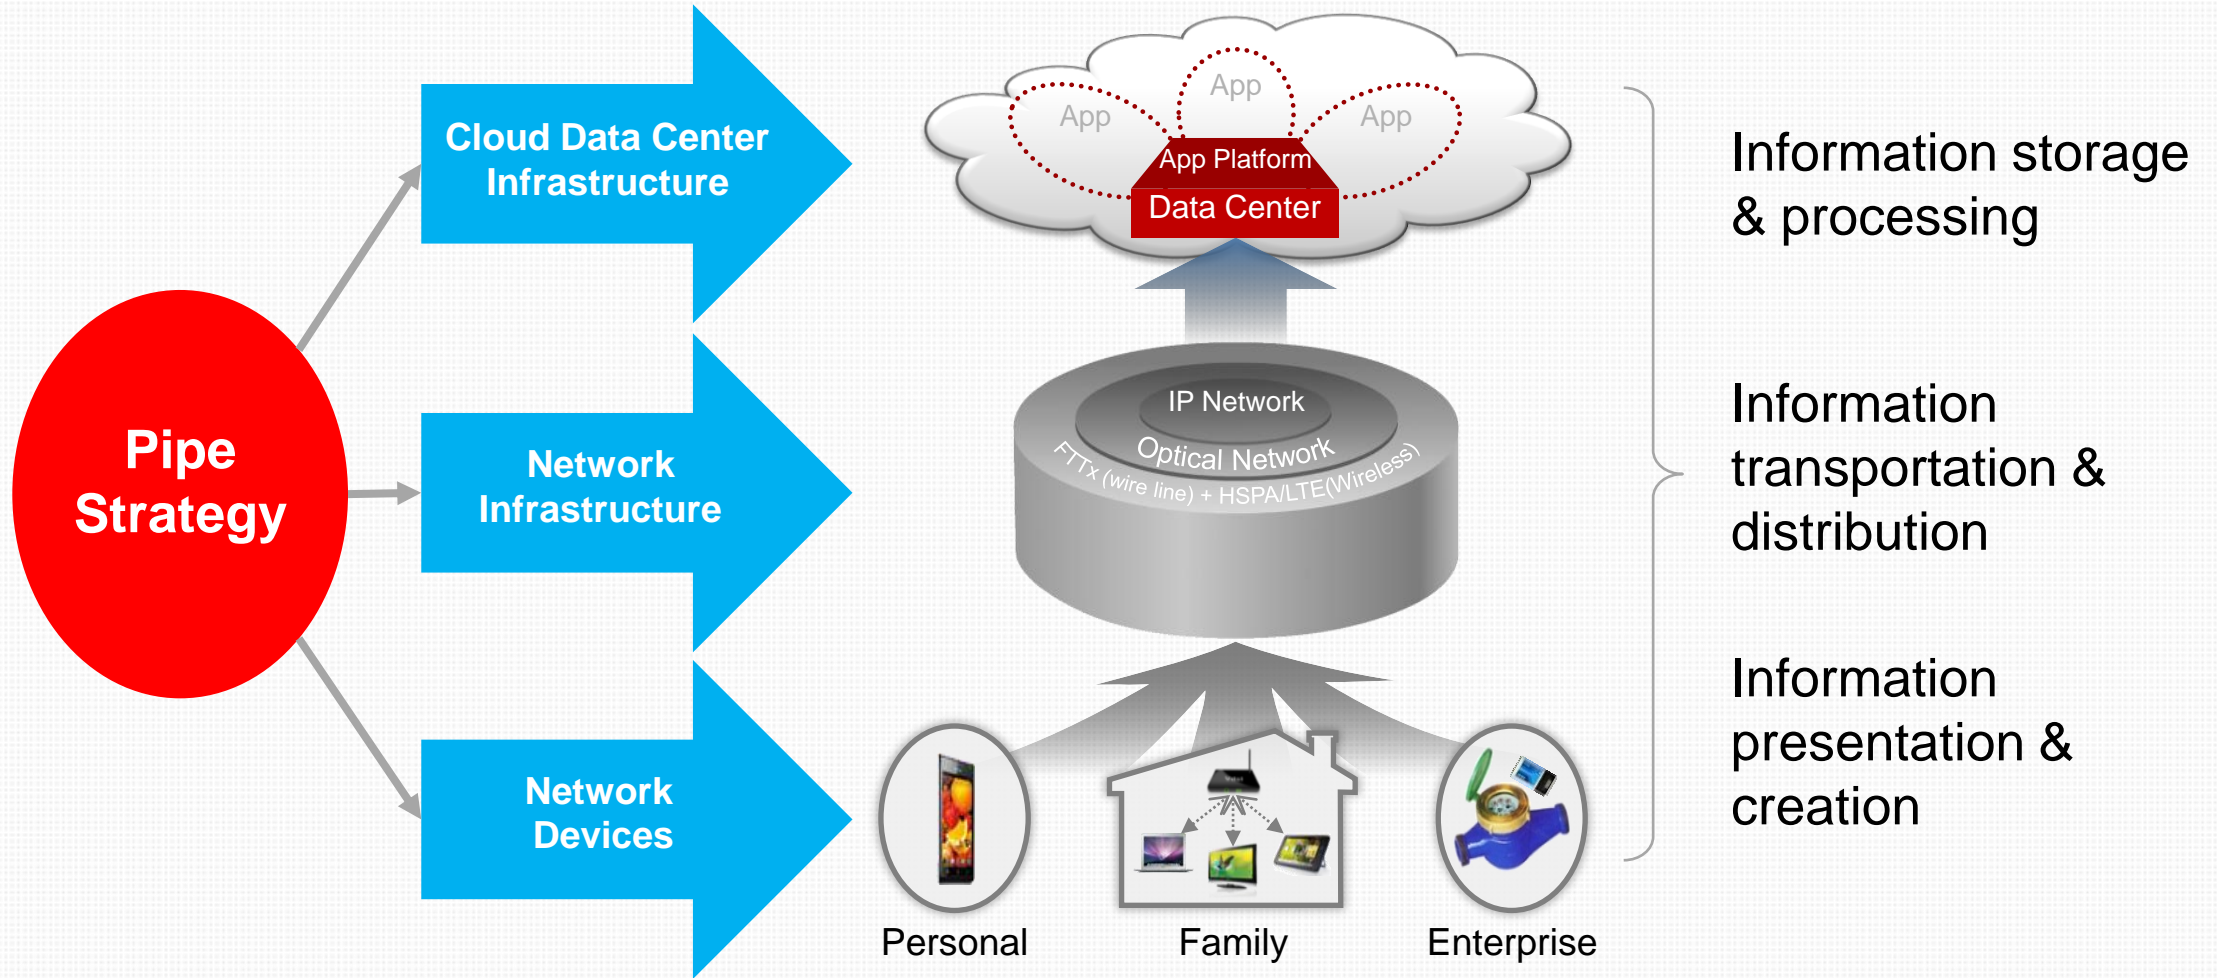 Pipe
Strategy
Cloud Data Center
Infrastructure
Network
Infrastructure
Network
Devices
App
App
App
App Platform
Data Center
IP Network
Optical Network
FTTx (wire line) + HSPA/LTE(Wireless)
Personal
Family
Enterprise
Information storage
& processing
Information
transportation &
distribution
Information
presentation &
creation